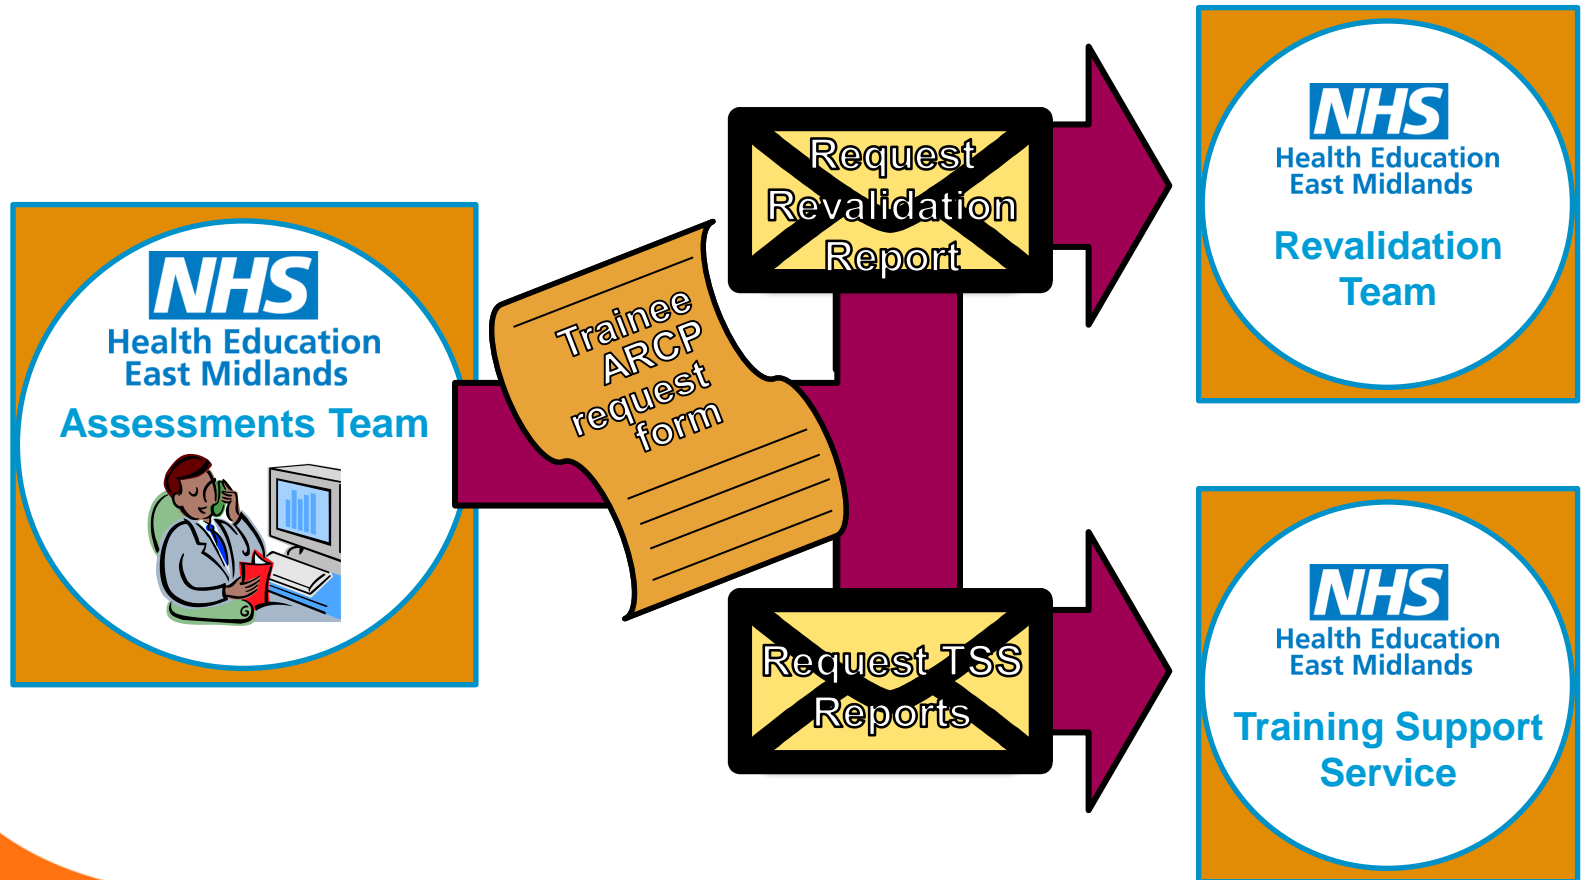 NHS
Health Education
East Midlands
Assessments Team
Trainee
ARCP
request
form
Request
Revalidation
Report
NHS
Health Education
East Midlands
Revalidation
Team
Request TSS
Reports
NHS
Health Education
East Midlands
Training Support
Service